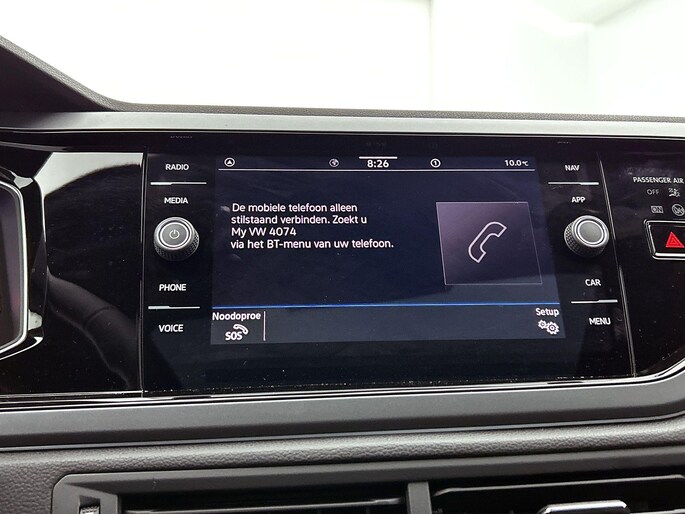 RADIO
MEDIA
PHONE
VOICE
8:26
1
10.0°C
De mobiele telefoon alleen
stilstaand verbinden. Zoekt u
My VW 4074
via het BT-menu van uw telefoon.
Noodoproe
SOS
Setup
NAV
APP
CAR
MENU
PASSENGER AIR
OFF